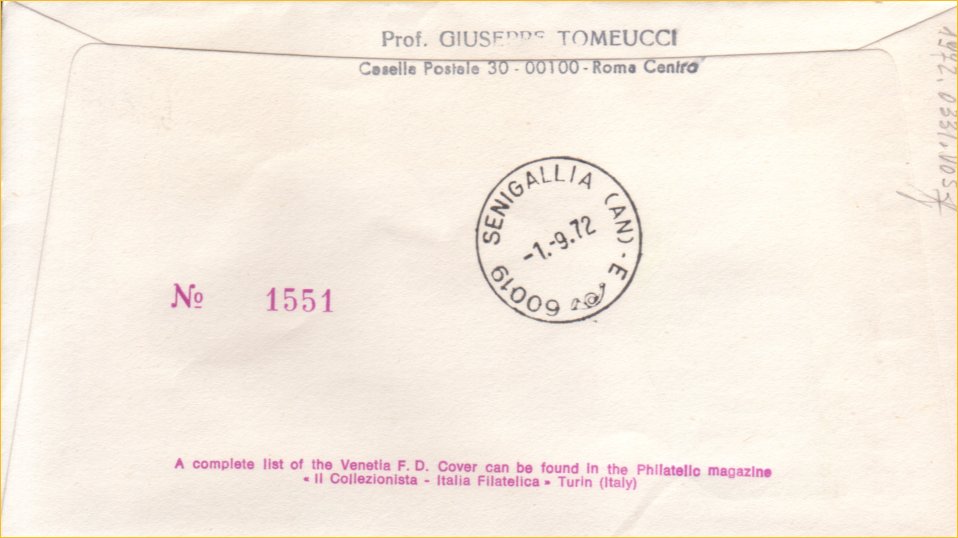 Prof. GIUSEPPE TOMEUCCI
Casella Postale 30 - 00100 - Roma Centro
SENIGALLIA (AN) - E
-1.-9.72
60019
№ 1551
A complete list of the Venetia F. D. Cover can be found in the Philatelic magazine
« Il Collezionista - Italia Filatelica » Turin (Italy)